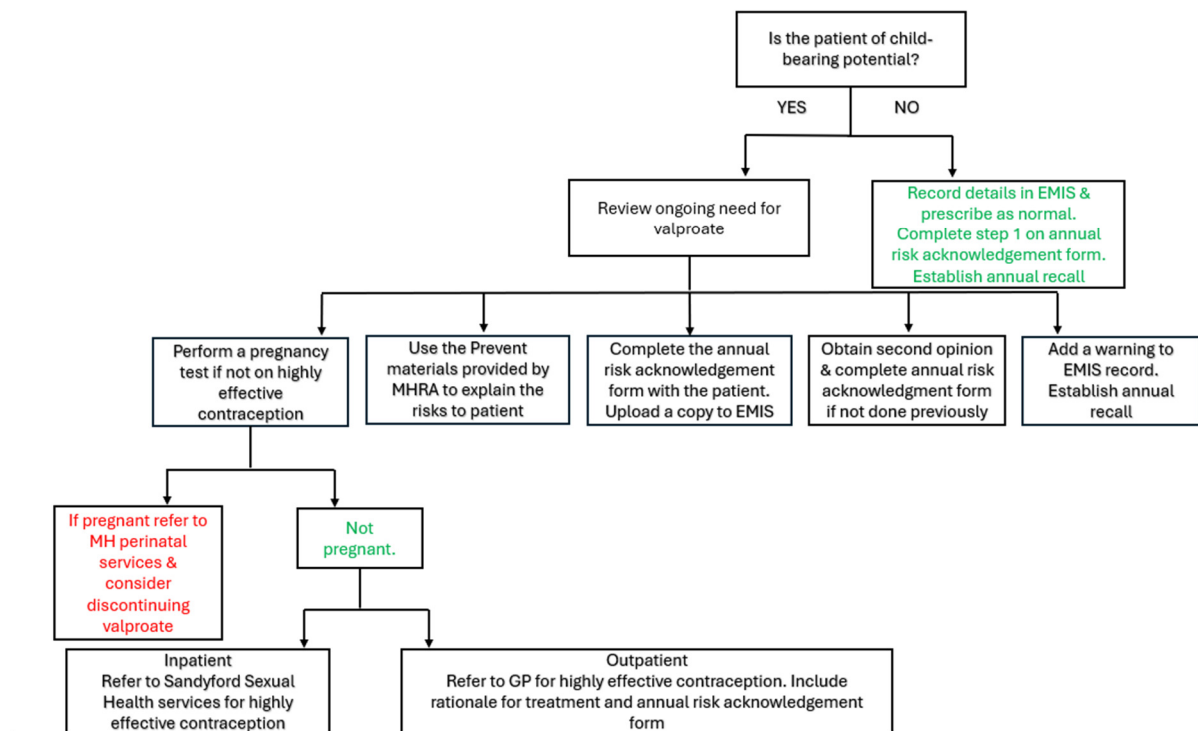 Is the patient of child-
bearing potential?
YES
NO
Review ongoing need for
valproate
Record details in EMIS &
prescribe as normal.
Complete step 1 on annual
risk acknowledgement form.
Establish annual recall
Perform a pregnancy
test if not on highly
effective
contraception
Use the Prevent
materials provided by
MHRA to explain the
risks to patient
Complete the annual
risk acknowledgement
form with the patient.
Upload a copy to EMIS
Obtain second opinion
& complete annual risk
acknowledgment form
if not done previously
Add a warning to
EMIS record.
Establish annual
recall
If pregnant refer to
MH perinatal
services &
consider
discontinuing
valproate
Not
pregnant.
Inpatient
Refer to Sandyford Sexual
Health services for highly
effective contraception
Outpatient
Refer to GP for highly effective contraception. Include
rationale for treatment and annual risk acknowledgement
form